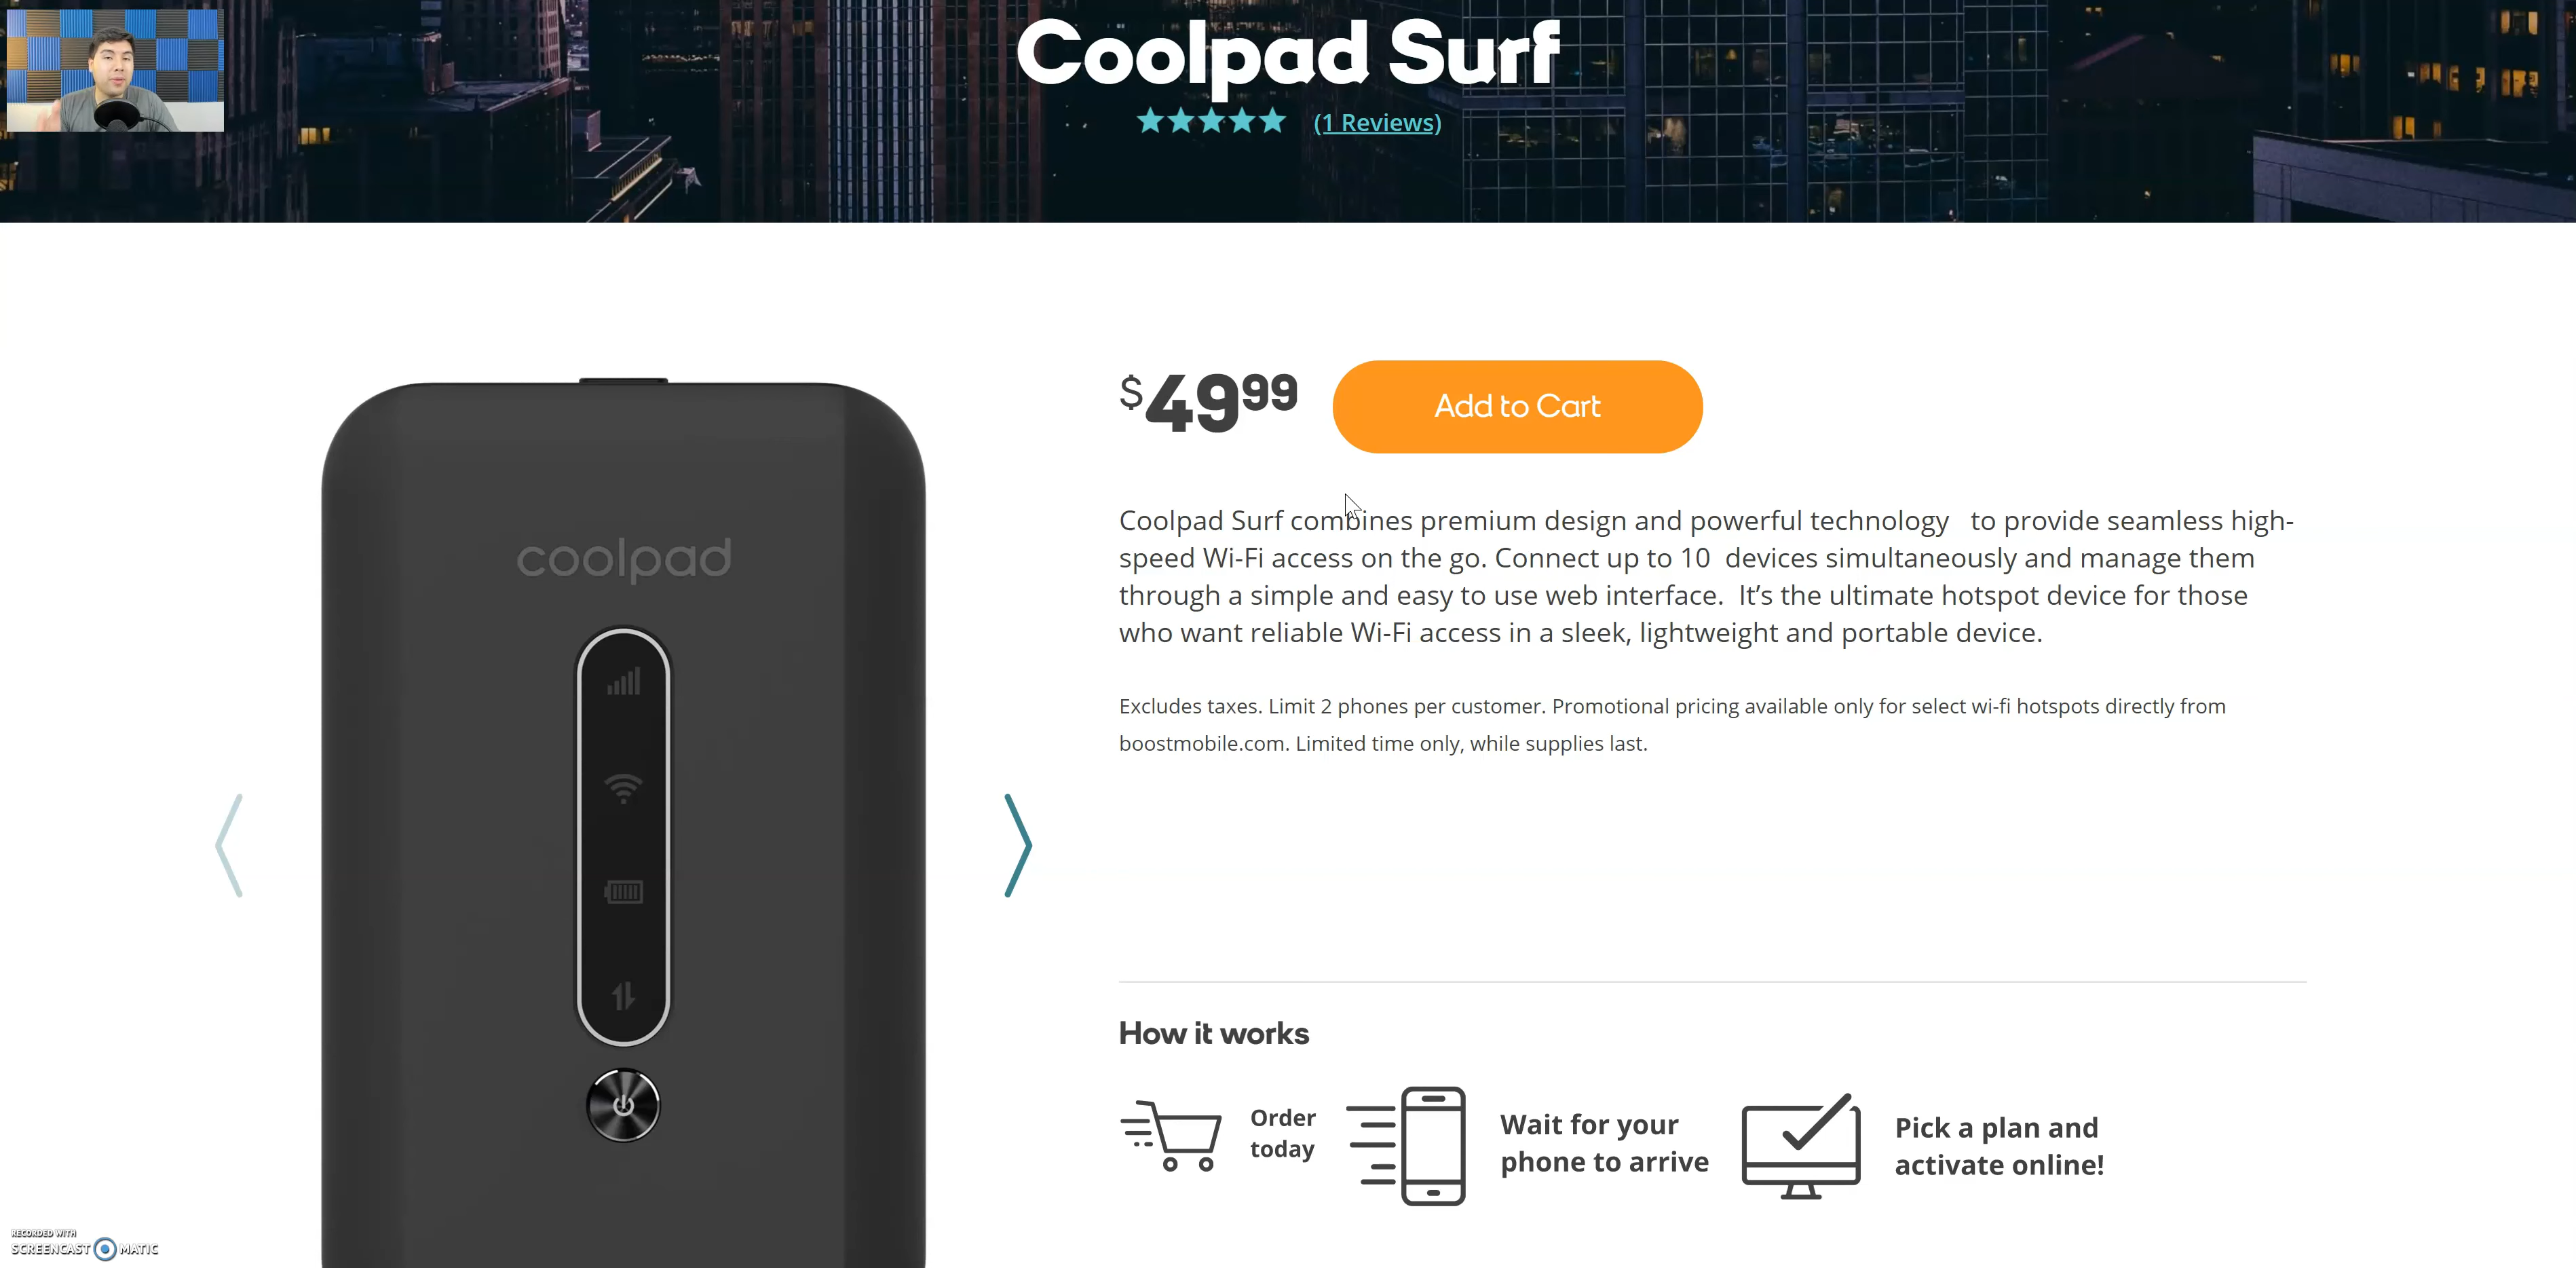 Coolpad Surf
(1 Reviews)
$4999
Add to Cart
Coolpad Surf combines premium design and powerful technology to provide seamless high-
speed Wi-Fi access on the go. Connect up to 10 devices simultaneously and manage them
through a simple and easy to use web interface. It’s the ultimate hotspot device for those
who want reliable Wi-Fi access in a sleek, lightweight and portable device.
Excludes taxes. Limit 2 phones per customer. Promotional pricing available only for select wi-fi hotspots directly from
boostmobile.com. Limited time only, while supplies last.
coolpad
How it works
Order
today
Wait for your
phone to arrive
Pick a plan and
activate online!
RECORDED WITH
SCREENCAST MATIC